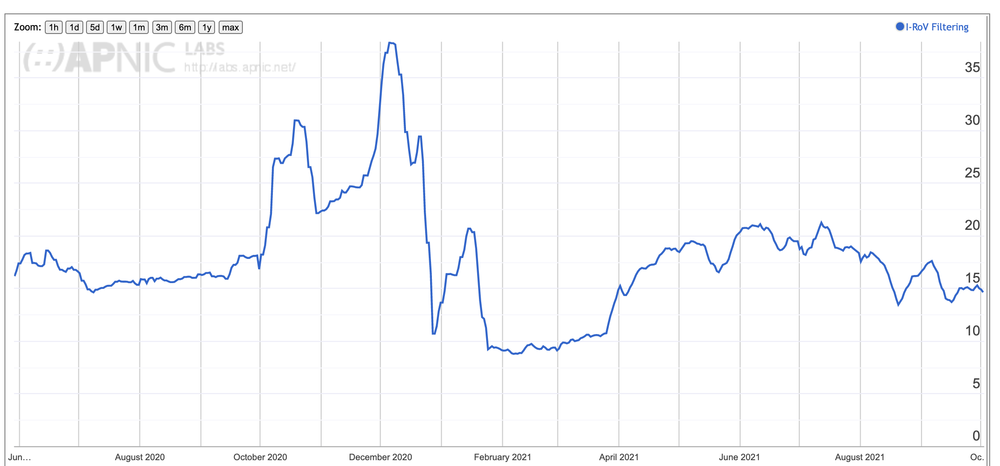 Zoom: 1h 1d 5d 1w 1m 3m 6m 1y max
I-RoV Filtering
(::)APNIC LABS
http://labs.apnic.net/
35
30
25
20
15
10
5
0
Jun… August 2020 October 2020 December 2020 February 2021 April 2021 June 2021 August 2021 Oc.